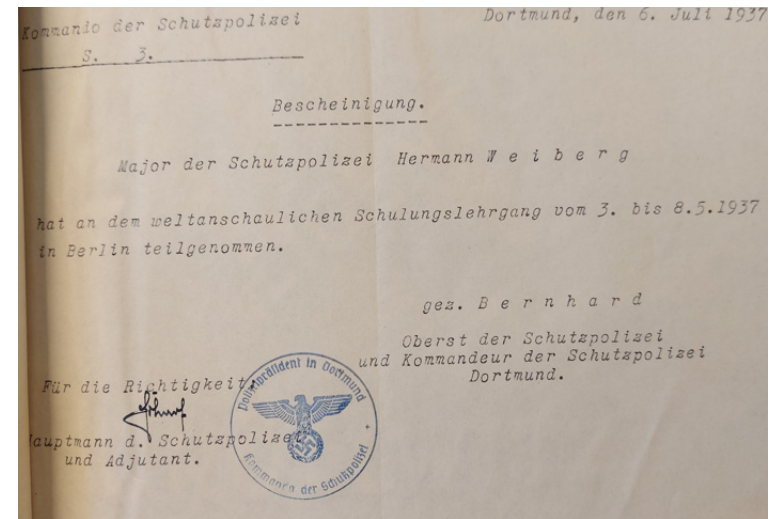 Kommando der Schutzpolizei
Dortmund, den 6. Juli 1937
S. 3.
Bescheinigung.
Major der Schutzpolizei Hermann W e i b e r g
hat an dem weltanschaulichen Schulungslehrgang vom 3. bis 8.5.1937
in Berlin teilgenommen.
gez. B e r n h a r d
Oberst der Schutzpolizei
und Kommandeur der Schutzpolizei
Dortmund.
Für die Richtigkeit:
Hauptmann d. Schutzpolizei
und Adjutant.
Polizeipräsident in Dortmund
Kommando der Schutzpolizei